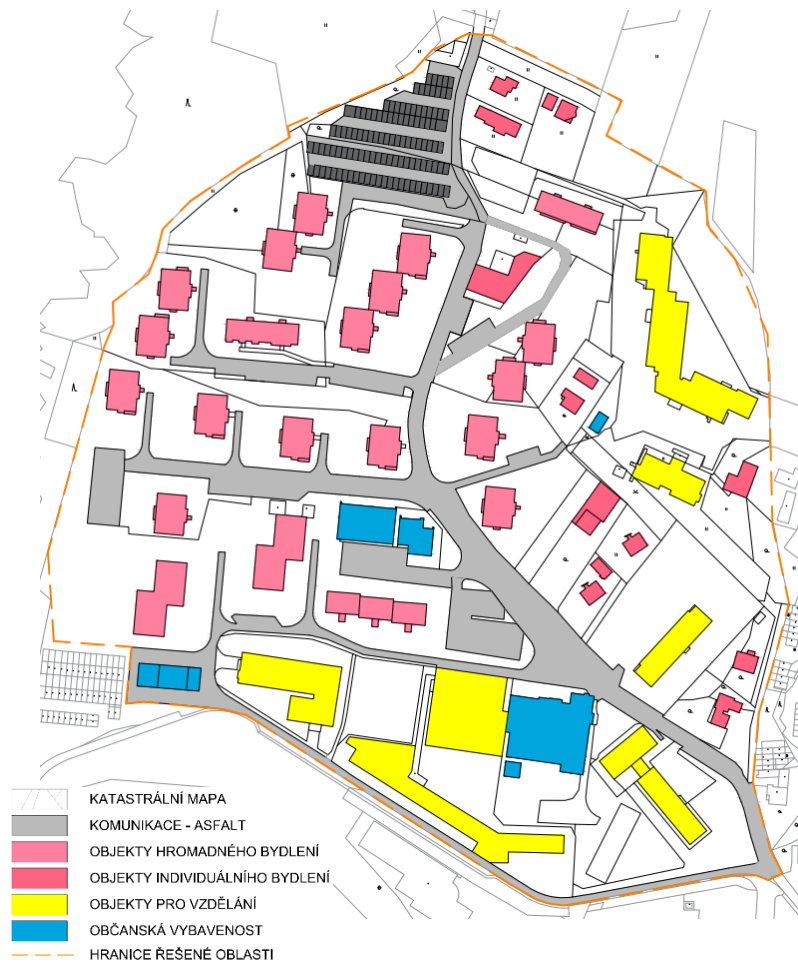 KATASTRÁLNÍ MAPA
KOMUNIKACE - ASFALT
OBJEKTY HROMADNÉHO BYDLENÍ
OBJEKTY INDIVIDUÁLNÍHO BYDLENÍ
OBJEKTY PRO VZDĚLÁNÍ
OBČANSKÁ VYBAVENOST
HRANICE ŘEŠENÉ OBLASTI